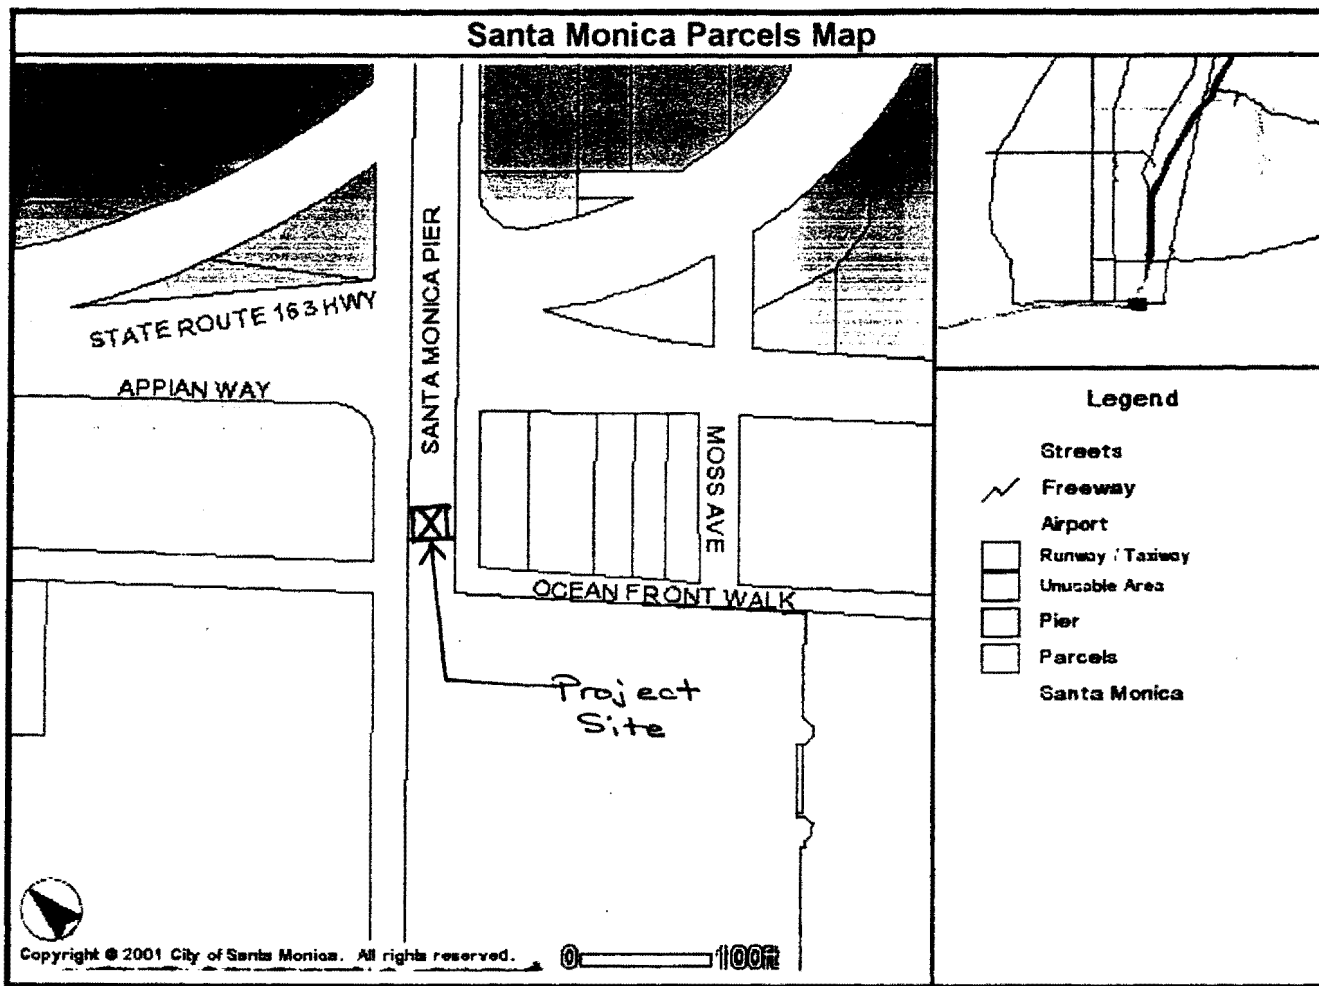 Santa Monica Parcels Map
SANTA MONICA PIER
STATE ROUTE 163 HWY
APPIAN WAY
MOSS AVE
OCEAN FRONT WALK
Project
Site
Copyright © 2001 City of Santa Monica. All rights reserved.
0 100ft
Legend
Streets
Freeway
Airport
Runway / Taxiway
Unusable Area
Pier
Parcels
Santa Monica